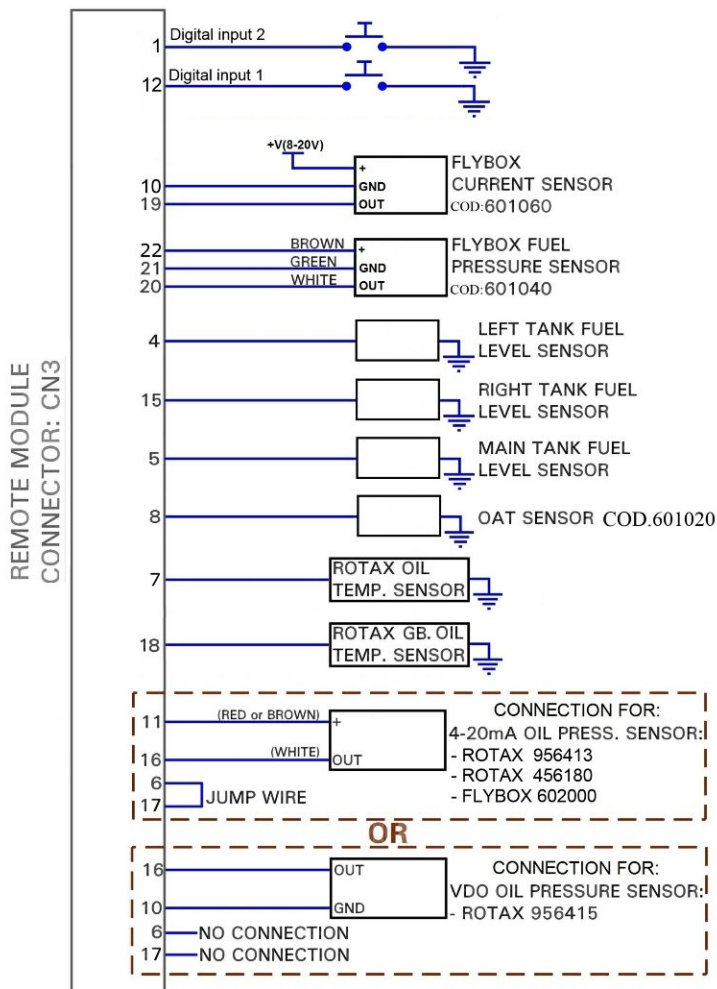 1 Digital input 2
12 Digital input 1
+V(8-20V)
+
10 GND
19 OUT
FLYBOX
CURRENT SENSOR
COD:601060
22 BROWN +
21 GREEN GND
20 WHITE OUT
FLYBOX FUEL
PRESSURE SENSOR
COD:601040
4
LEFT TANK FUEL
LEVEL SENSOR
15
RIGHT TANK FUEL
LEVEL SENSOR
5
MAIN TANK FUEL
LEVEL SENSOR
8
OAT SENSOR COD.601020
7
ROTAX OIL
TEMP. SENSOR
18
ROTAX GB. OIL
TEMP. SENSOR
REMOTE MODULE
CONNECTOR: CN3
11 (RED or BROWN) +
16 (WHITE) OUT
6
17 JUMP WIRE
CONNECTION FOR:
4-20mA OIL PRESS. SENSOR:
- ROTAX 956413
- ROTAX 456180
- FLYBOX 602000
OR
16 OUT
10 GND
6 NO CONNECTION
17 NO CONNECTION
CONNECTION FOR:
VDO OIL PRESSURE SENSOR:
- ROTAX 956415